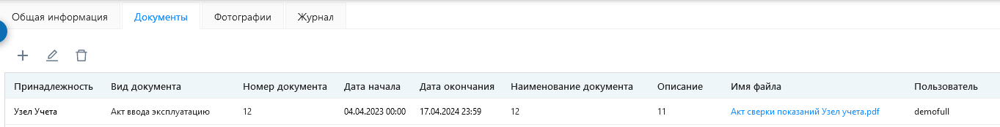 Общая информация Документы Фотографии Журнал
Принадлежность Вид документа Номер документа Дата начала Дата окончания Наименование документа Описание Имя файла Пользователь
Узел Учета Акт ввода эксплуатацию 12 04.04.2023 00:00 17.04.2024 23:59 12 11 Акт сверки показаний Узел учета.pdf demofull